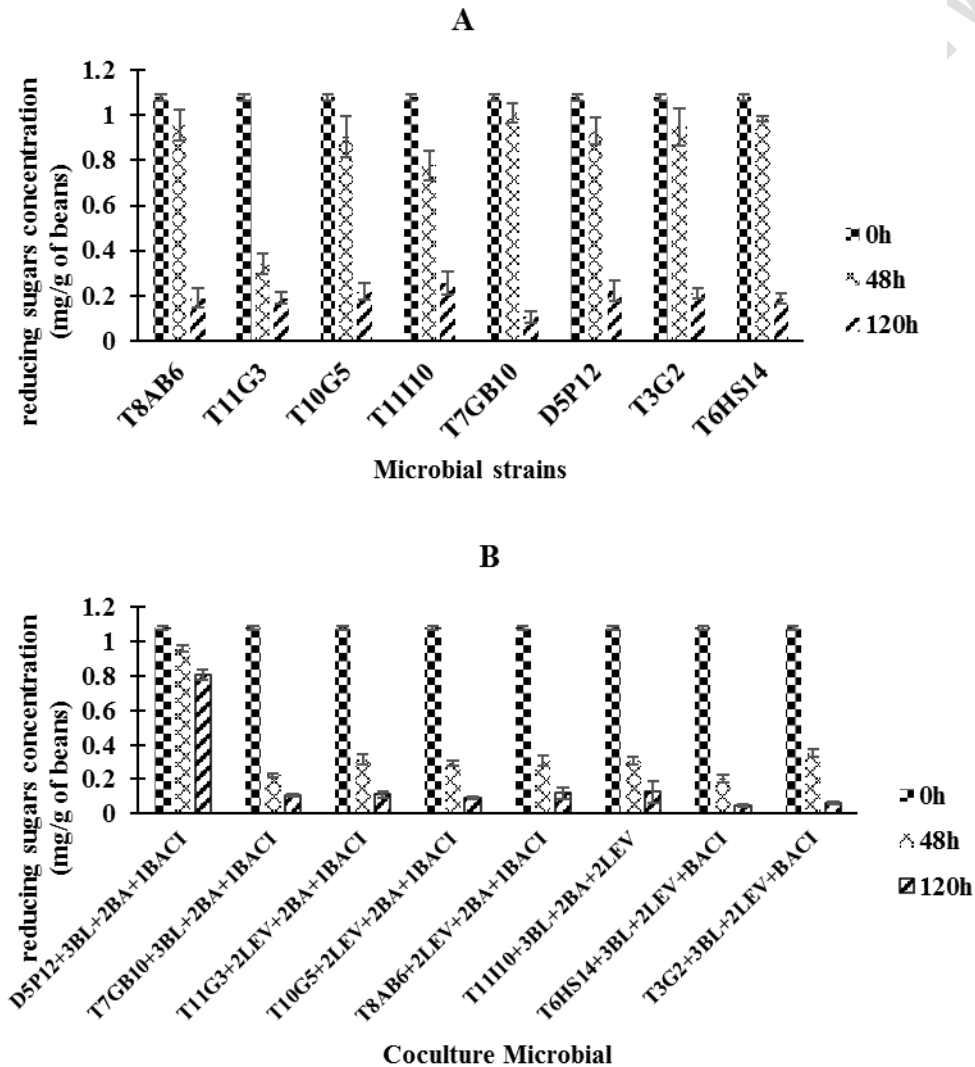 A
reducing sugars concentration
(mg/g of beans)
1.2
1
0.8
0.6
0.4
0.2
0
0h
48h
120h
T8AB6
T11G3
T10G5
T11I10
T7GB10
D5P12
T3G2
T6HS14
Microbial strains
B
reducing sugars concentration
(mg/g of beans)
1.2
1
0.8
0.6
0.4
0.2
0
0h
48h
120h
D5P12+3BL+2BA+1BACI
T7GB10+3BL+2BA+1BACI
T11G3+2LEV+2BA+1BACI
T10G5+2LEV+2BA+1BACI
T8AB6+2LEV+2BA+1BACI
T11I10+3BL+2BA+2LEV
T6HS14+3BL+2LEV+BACI
T3G2+3BL+2LEV+BACI
Coculture Microbial